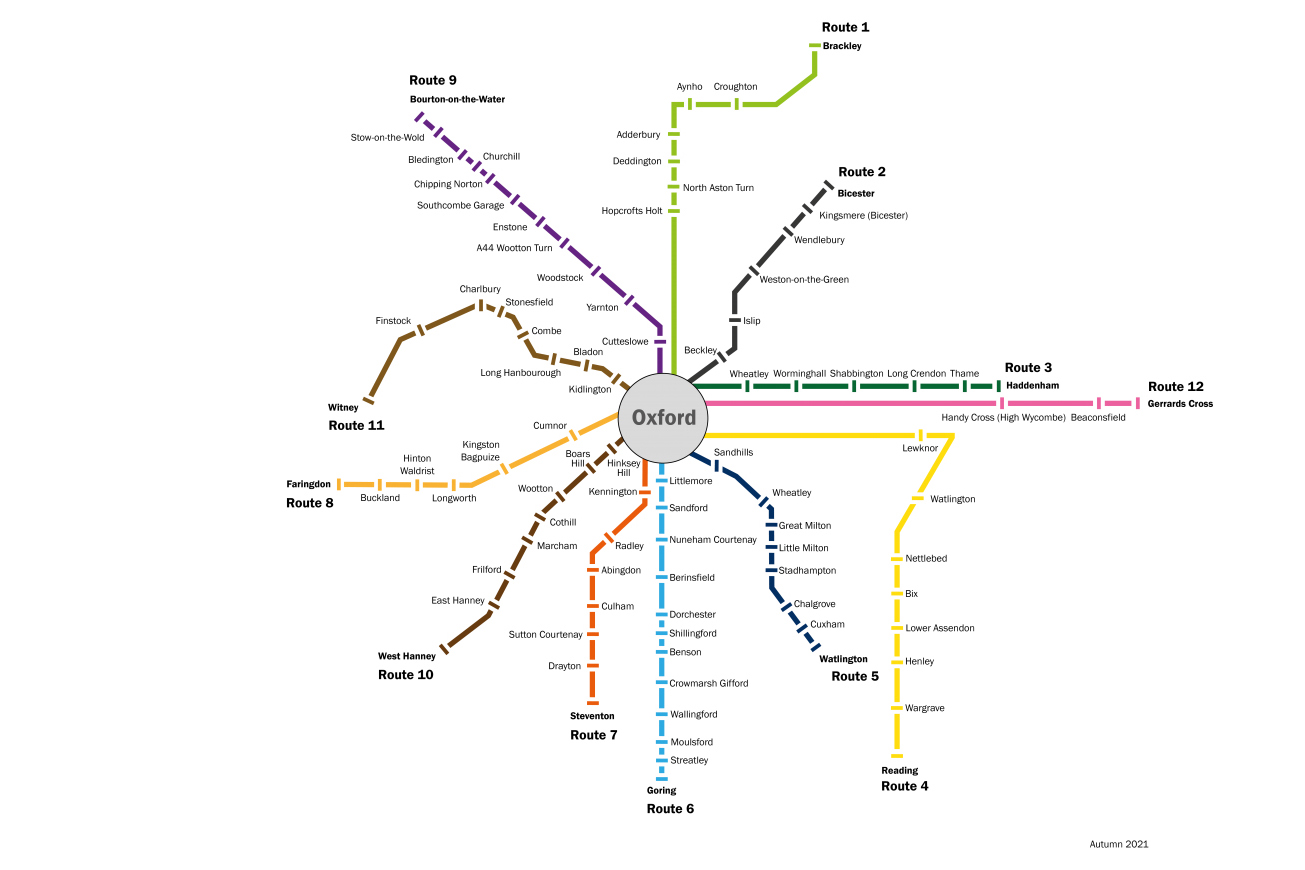 Route 1
Brackley
Aynho
Croughton
Adderbury
Deddington
North Aston Turn
Hopcrofts Holt
Route 9
Bourton-on-the-Water
Stow-on-the-Wold
Bledington
Churchill
Chipping Norton
Southcombe Garage
Enstone
A44 Wootton Turn
Woodstock
Yarnton
Cutteslowe
Route 2
Bicester
Kingsmere (Bicester)
Wendlebury
Weston-on-the-Green
Islip
Beckley
Charlbury
Stonesfield
Finstock
Combe
Bladon
Long Hanbourough
Kidlington
Witney
Route 11
Wheatley
Worminghall
Shabbington
Long Crendon
Thame
Route 3
Haddenham
Route 12
Gerrards Cross
Handy Cross (High Wycombe)
Beaconsfield
Oxford
Cumnor
Kingston
Bagpuize
Hinton
Waldrist
Longworth
Buckland
Faringdon
Route 8
Boars
Hill
Hinksey
Hill
Wootton
Cothill
Marcham
Frilford
East Hanney
West Hanney
Route 10
Kennington
Radley
Abingdon
Culham
Sutton Courtenay
Drayton
Steventon
Route 7
Littlemore
Sandford
Nuneham Courtenay
Berinsfield
Dorchester
Shillingford
Benson
Crowmarsh Gifford
Wallingford
Moulsford
Streatley
Goring
Route 6
Sandhills
Wheatley
Great Milton
Little Milton
Stadhampton
Chalgrove
Cuxham
Watlington
Route 5
Lewknor
Watlington
Nettlebed
Bix
Lower Assendon
Henley
Wargrave
Reading
Route 4
Autumn 2021